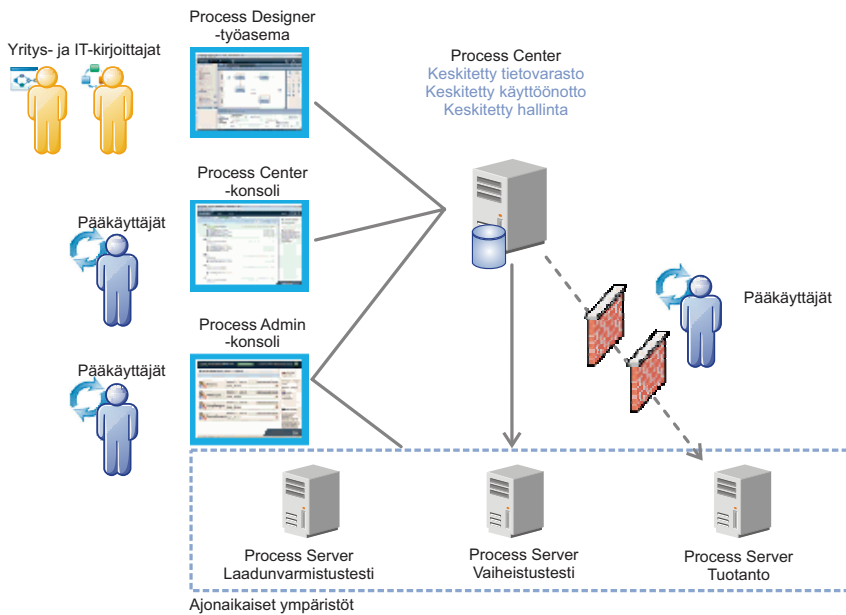 Process Designer
-työasema
Yritys- ja IT-kirjoittajat
Process Center
Keskitetty tietovarasto
Keskitetty käyttöönotto
Keskitetty hallinta
Process Center
-konsoli
Pääkäyttäjät
Pääkäyttäjät
Process Admin
-konsoli
Pääkäyttäjät
Process Server
Laadunvarmistustesti
Process Server
Vaiheistustesti
Process Server
Tuotanto
Ajonaikaiset ympäristöt